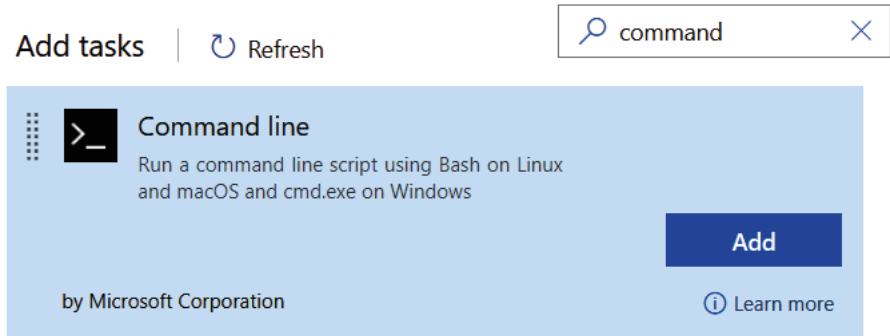 Add tasks
Refresh
command
Command line
Run a command line script using Bash on Linux
and macOS and cmd.exe on Windows
Add
by Microsoft Corporation
Learn more